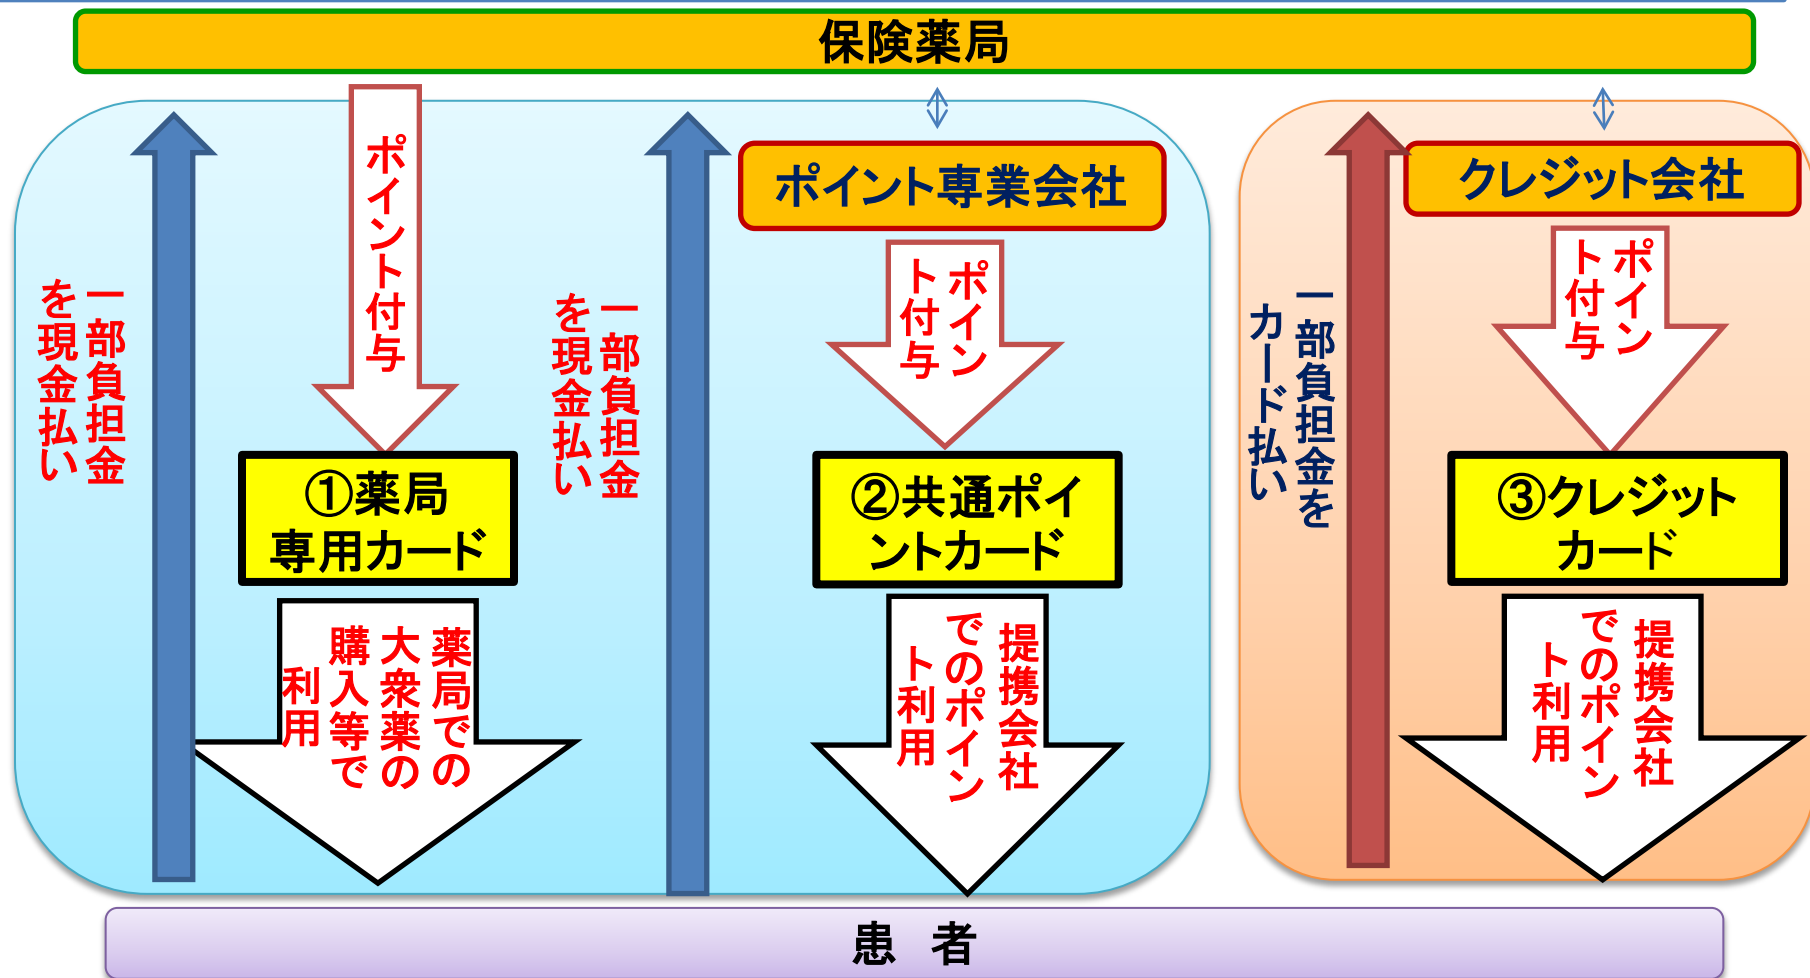 保険薬局
一部負担金
を現金払い
ポイント付与
①薬局
専用カード
薬局での
大衆薬の
購入等で
利用
一部負担金
を現金払い
ポイント専業会社
ポイン
ト付与
②共通ポイ
ントカード
提携会社
でのポイン
ト利用
一部負担金を
カード払い
クレジット会社
ポイン
ト付与
③クレジット
カード
提携会社
でのポイン
ト利用
患　者